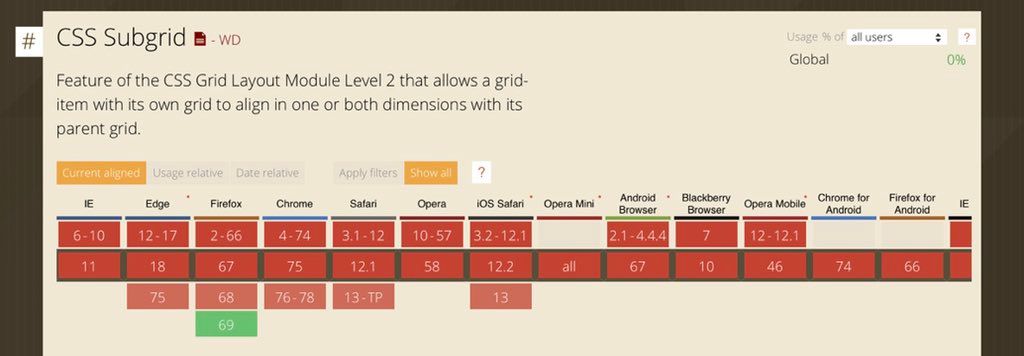 #
CSS Subgrid - WD
Usage % of all users ?
Global 0%
Feature of the CSS Grid Layout Module Level 2 that allows a grid-
item with its own grid to align in one or both dimensions with its
parent grid.
Current aligned Usage relative Date relative Apply filters Show all ?
IE Edge * Firefox Chrome Safari Opera iOS Safari * Opera Mini * Android Browser * Blackberry Browser Opera Mobile * Chrome for Android Firefox for Android IE
6-10 12-17 2-66 4-74 3.1-12 10-57 3.2-12.1 2.1-4.4.4 7 12-12.1
11 18 67 75 12.1 58 12.2 all 67 10 46 74 66
75 68 76-78 13-TP 13
69